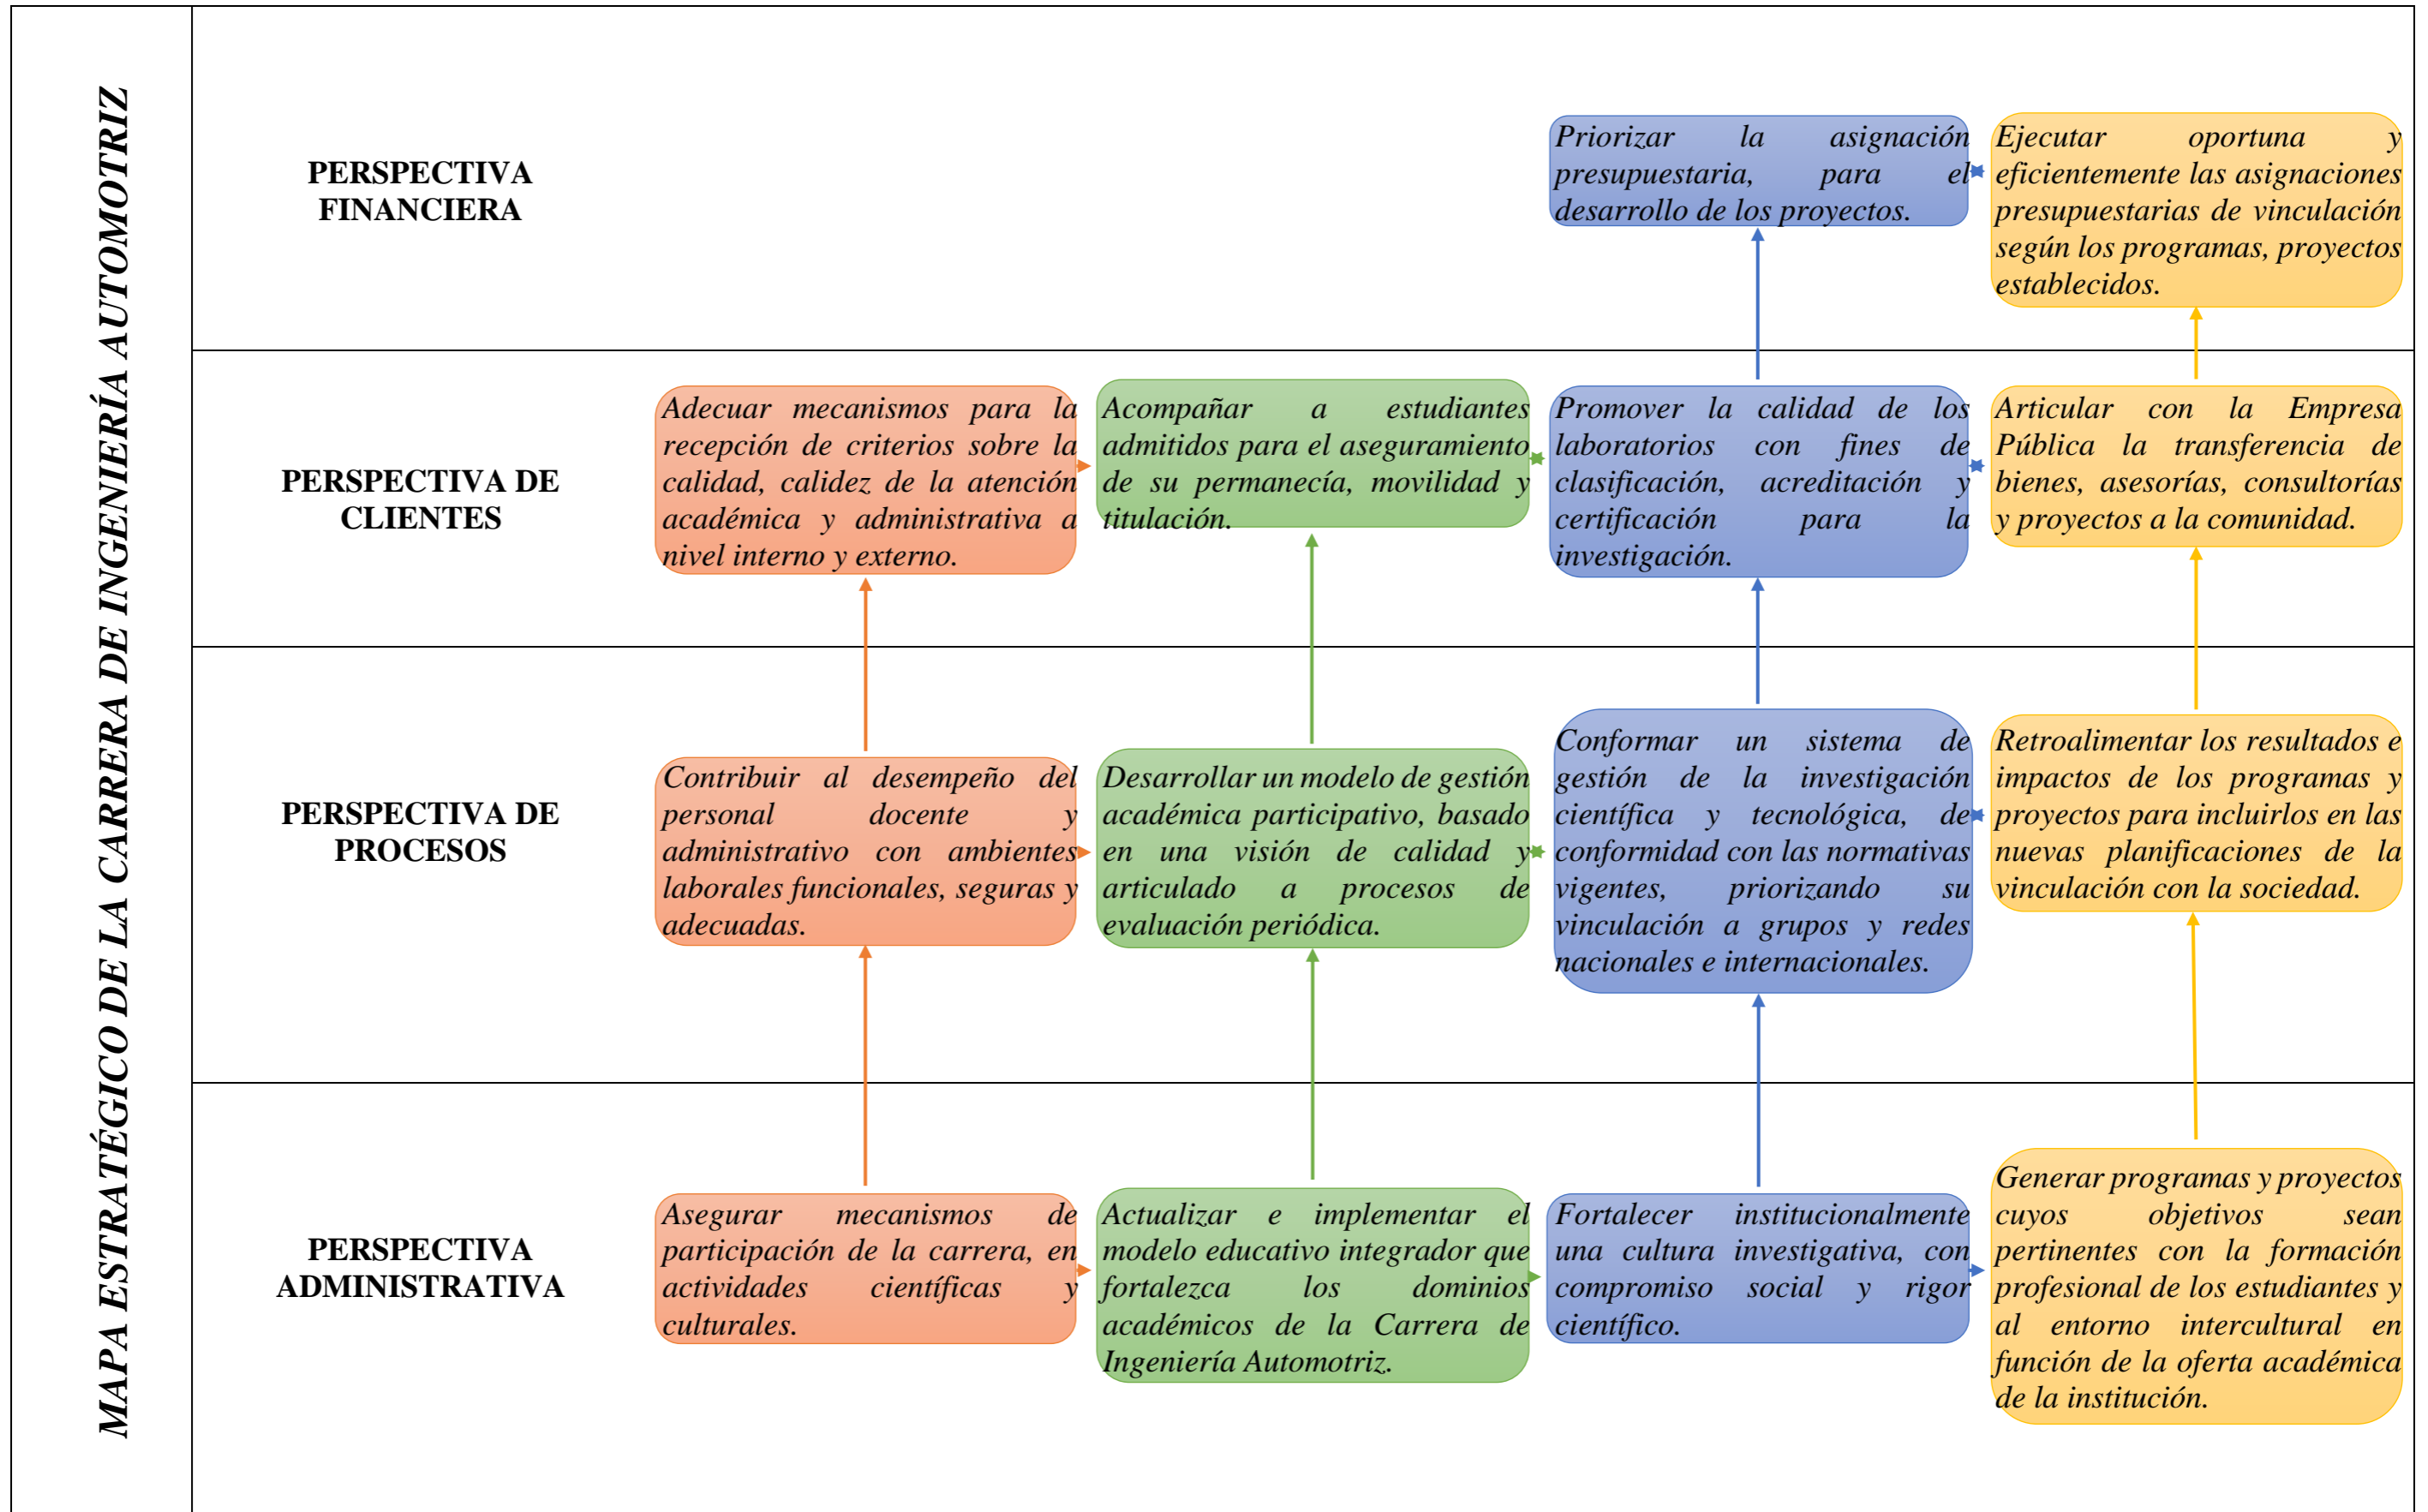 MAPA ESTRATÉGICO DE LA CARRERA DE INGENIERÍA AUTOMOTRIZ
PERSPECTIVA
FINANCIERA
Priorizar la asignación
presupuestaria, para el
desarrollo de los proyectos.
Ejecutar oportuna y
eficientemente las asignaciones
presupuestarias de vinculación
según los programas, proyectos
establecidos.
PERSPECTIVA DE
CLIENTES
Adecuar mecanismos para la
recepción de criterios sobre la
calidad, calidez de la atención
académica y administrativa a
nivel interno y externo.
Acompañar a estudiantes
admitidos para el aseguramiento
de su permanecía, movilidad y
titulación.
Promover la calidad de los
laboratorios con fines de
clasificación, acreditación y
certificación para la
investigación.
Articular con la Empresa
Pública la transferencia de
bienes, asesorías, consultorías
y proyectos a la comunidad.
PERSPECTIVA DE
PROCESOS
Contribuir al desempeño del
personal docente y
administrativo con ambientes
laborales funcionales, seguras y
adecuadas.
Desarrollar un modelo de gestión
académica participativo, basado
en una visión de calidad y
articulado a procesos de
evaluación periódica.
Conformar un sistema de
gestión de la investigación
científica y tecnológica, de
conformidad con las normativas
vigentes, priorizando su
vinculación a grupos y redes
nacionales e internacionales.
Retroalimentar los resultados e
impactos de los programas y
proyectos para incluirlos en las
nuevas planificaciones de la
vinculación con la sociedad.
PERSPECTIVA
ADMINISTRATIVA
Asegurar mecanismos de
participación de la carrera, en
actividades científicas y
culturales.
Actualizar e implementar el
modelo educativo integrador que
fortalezca los dominios
académicos de la Carrera de
Ingeniería Automotriz.
Fortalecer institucionalmente
una cultura investigativa, con
compromiso social y rigor
científico.
Generar programas y proyectos
cuyos objetivos sean
pertinentes con la formación
profesional de los estudiantes y
al entorno intercultural en
función de la oferta académica
de la institución.